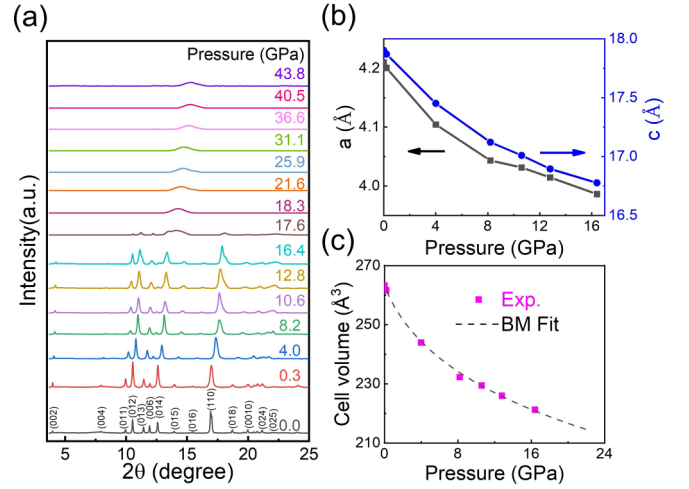 (a)
Pressure (GPa)
43.8
40.5
36.6
31.1
25.9
21.6
18.3
17.6
16.4
12.8
10.6
8.2
4.0
0.3
0.0
(002)
(004)
(011)
(012)
(013)
(006)
(014)
(015)
(016)
(110)
(018)
(0010)
(024)
(025)
Intensity(a.u.)
5 10 15 20 25
2θ (degree)
(b)
4.2
4.1
4.0
a (Å)
18.0
17.5
17.0
16.5
c (Å)
0 4 8 12 16
Pressure (GPa)
(c)
270
250
230
210
Cell volume (Å³)
Exp.
BM Fit
0 6 12 18 24
Pressure (GPa)